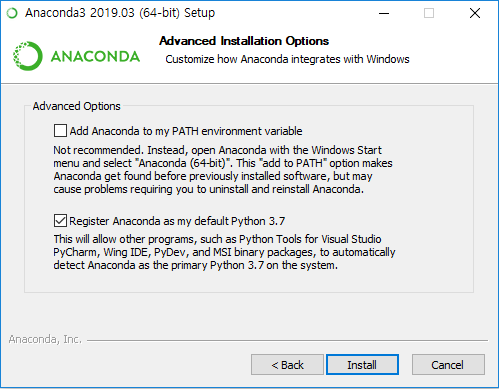 Anaconda3 2019.03 (64-bit) Setup
ANACONDA
Advanced Installation Options
Customize how Anaconda integrates with Windows
Advanced Options
Add Anaconda to my PATH environment variable
Not recommended. Instead, open Anaconda with the Windows Start
menu and select "Anaconda (64-bit)". This "add to PATH" option makes
Anaconda get found before previously installed software, but may
cause problems requiring you to uninstall and reinstall Anaconda.
Register Anaconda as my default Python 3.7
This will allow other programs, such as Python Tools for Visual Studio
PyCharm, Wing IDE, PyDev, and MSI binary packages, to automatically
detect Anaconda as the primary Python 3.7 on the system.
Anaconda, Inc.
< Back
Install
Cancel